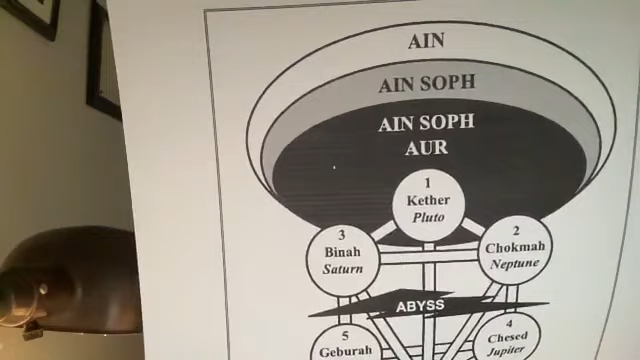 AIN
AIN SOPH
AIN SOPH
AUR
1
Kether
Pluto
2
Chokmah
Neptune
3
Binah
Saturn
ABYSS
4
Chesed
Jupiter
5
Geburah